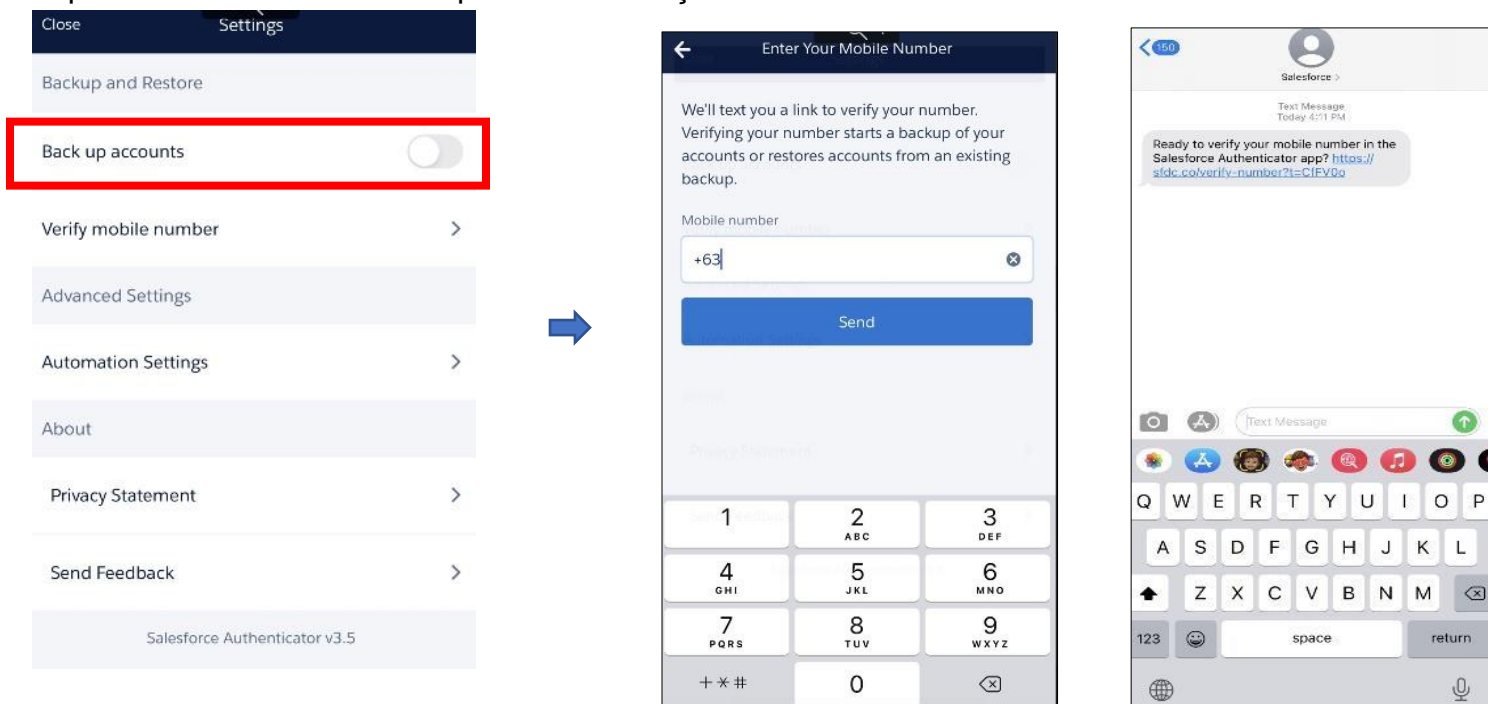 Close
Settings
Backup and Restore
Back up accounts
Verify mobile number
Advanced Settings
Automation Settings
About
Privacy Statement
Send Feedback
Salesforce Authenticator v3.5
Enter Your Mobile Number
We'll text you a link to verify your number.
Verifying your number starts a backup of your
accounts or restores accounts from an existing
backup.
Mobile number
+63
Send
1
2
ABC
3
DEF
4
GHI
5
JKL
6
MNO
7
PQRS
8
TUV
9
WXYZ
+*#
0
150
Salesforce >
Text Message
Today 4:11 PM
Ready to verify your mobile number in the
Salesforce Authenticator app? https://
sfdc.co/verify-number?t=CfFV0o
Text Message
Q W E R T Y U I O P
A S D F G H J K L
Z X C V B N M
123
space
return